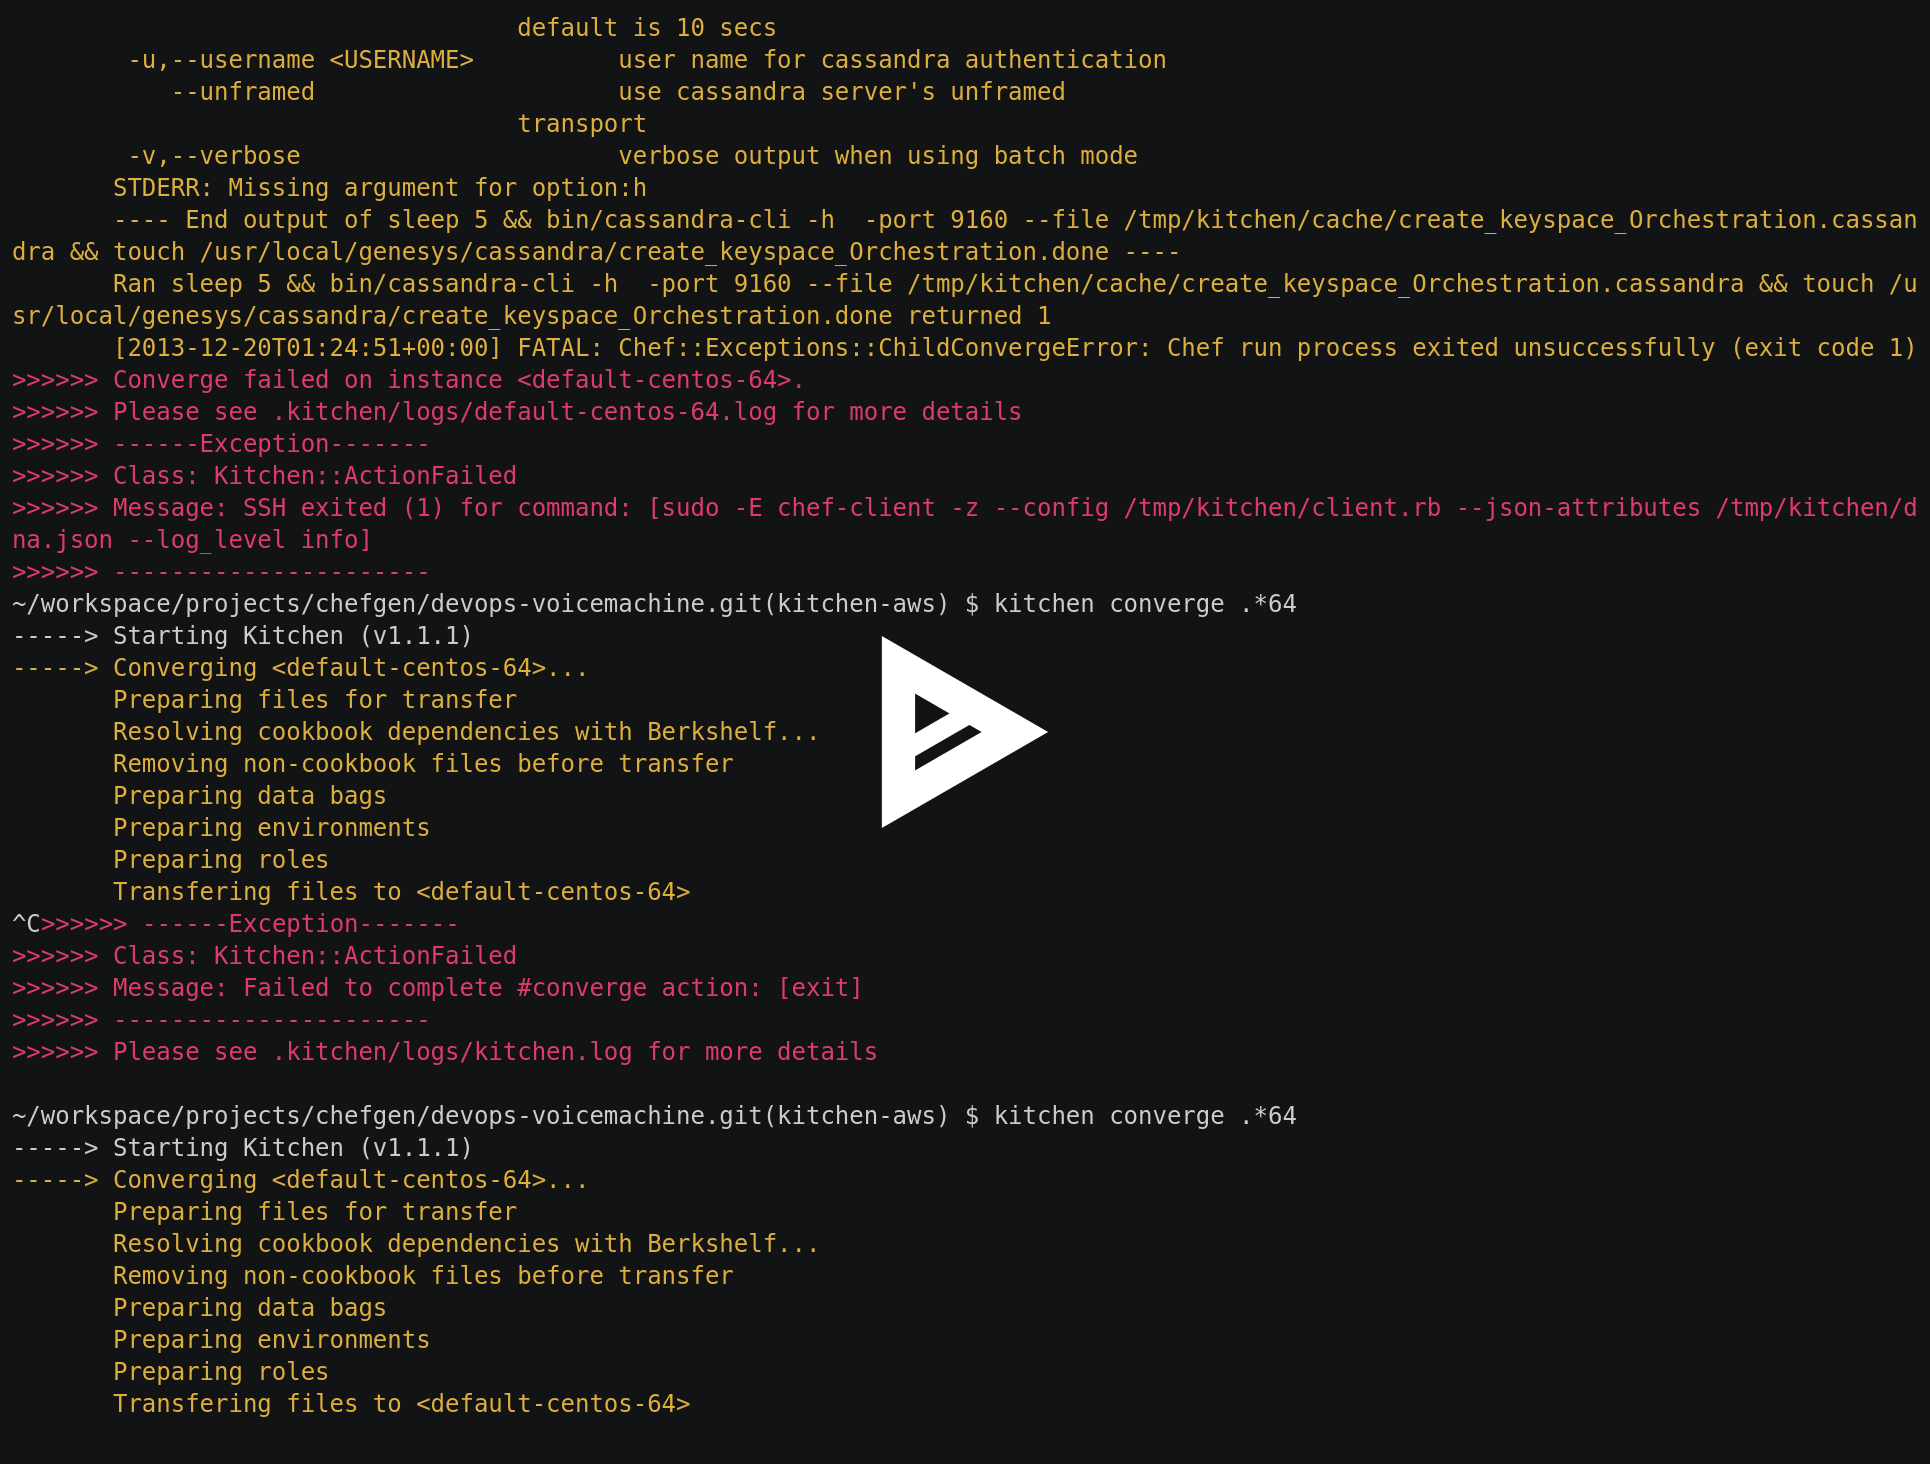 default is 10 secs
-u,--username <USERNAME>          user name for cassandra authentication
--unframed                     use cassandra server's unframed
transport
-v,--verbose                      verbose output when using batch mode
STDERR: Missing argument for option:h
---- End output of sleep 5 && bin/cassandra-cli -h  -port 9160 --file /tmp/kitchen/cache/create_keyspace_Orchestration.cassan
dra && touch /usr/local/genesys/cassandra/create_keyspace_Orchestration.done ----
Ran sleep 5 && bin/cassandra-cli -h  -port 9160 --file /tmp/kitchen/cache/create_keyspace_Orchestration.cassandra && touch /u
sr/local/genesys/cassandra/create_keyspace_Orchestration.done returned 1
[2013-12-20T01:24:51+00:00] FATAL: Chef::Exceptions::ChildConvergeError: Chef run process exited unsuccessfully (exit code 1)
>>>>>> Converge failed on instance <default-centos-64>.
>>>>>> Please see .kitchen/logs/default-centos-64.log for more details
>>>>>> ------Exception-------
>>>>>> Class: Kitchen::ActionFailed
>>>>>> Message: SSH exited (1) for command: [sudo -E chef-client -z --config /tmp/kitchen/client.rb --json-attributes /tmp/kitchen/d
na.json --log_level info]
>>>>>> ----------------------
~/workspace/projects/chefgen/devops-voicemachine.git(kitchen-aws) $ kitchen converge .*64
-----> Starting Kitchen (v1.1.1)
-----> Converging <default-centos-64>...
Preparing files for transfer
Resolving cookbook dependencies with Berkshelf...
Removing non-cookbook files before transfer
Preparing data bags
Preparing environments
Preparing roles
Transfering files to <default-centos-64>
^C>>>>>> ------Exception-------
>>>>>> Class: Kitchen::ActionFailed
>>>>>> Message: Failed to complete #converge action: [exit]
>>>>>> ----------------------
>>>>>> Please see .kitchen/logs/kitchen.log for more details
~/workspace/projects/chefgen/devops-voicemachine.git(kitchen-aws) $ kitchen converge .*64
-----> Starting Kitchen (v1.1.1)
-----> Converging <default-centos-64>...
Preparing files for transfer
Resolving cookbook dependencies with Berkshelf...
Removing non-cookbook files before transfer
Preparing data bags
Preparing environments
Preparing roles
Transfering files to <default-centos-64>